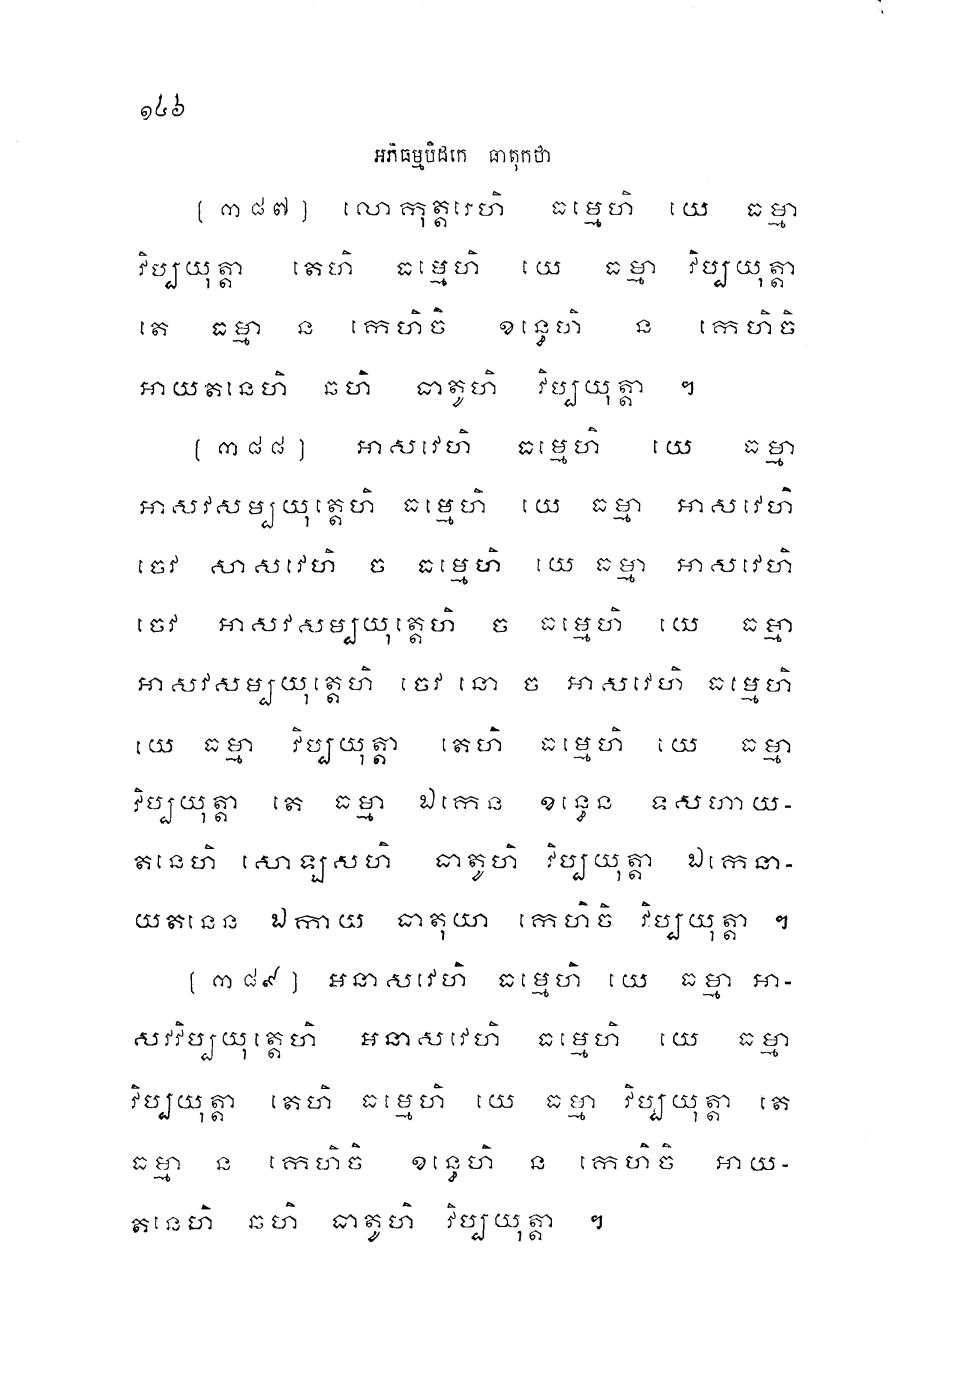 ១៤៦
អភិធម្មបិដកេ ធាតុកថា
[៣៨៧] លោកុត្តរេហិ ធម្មេហិ យេ ធម្មា
វិប្បយុត្តា តេហិ ធម្មេហិ យេ ធម្មា វិប្បយុត្តា
តេ ធម្មា ន កេហិចិ ខន្ធេហិ ន កេហិចិ
អាយតនេហិ ឆហិ ធាតូហិ វិប្បយុត្តា ។
[៣៨៨] អាសវេហិ ធម្មេហិ យេ ធម្មា
អាសវសម្បយុត្តេហិ ធម្មេហិ យេ ធម្មា អាសវេហិ
ចេវ សាសវេហិ ច ធម្មេហិ យេ ធម្មា អាសវេហិ
ចេវ អាសវសម្បយុត្តេហិ ច ធម្មេហិ យេ ធម្មា
អាសវសម្បយុត្តេហិ ចេវ នោ ច អាសវេហិ ធម្មេហិ
យេ ធម្មា វិប្បយុត្តា តេហិ ធម្មេហិ យេ ធម្មា
វិប្បយុត្តា តេ ធម្មា ឯកេន ខន្ធេន ទសហាយ-
តនេហិ សោឡសហិ ធាតូហិ វិប្បយុត្តា ឯកេនា-
យតនេន ឯកាយ ធាតុយា កេហិចិ វិប្បយុត្តា ។
[៣៨៩] អនាសវេហិ ធម្មេហិ យេ ធម្មា អា-
សវវិប្បយុត្តេហិ អនាសវេហិ ធម្មេហិ យេ ធម្មា
វិប្បយុត្តា តេហិ ធម្មេហិ យេ ធម្មា វិប្បយុត្តា តេ
ធម្មា ន កេហិចិ ខន្ធេហិ ន កេហិចិ អាយ-
តនេហិ ឆហិ ធាតូហិ វិប្បយុត្តា ។